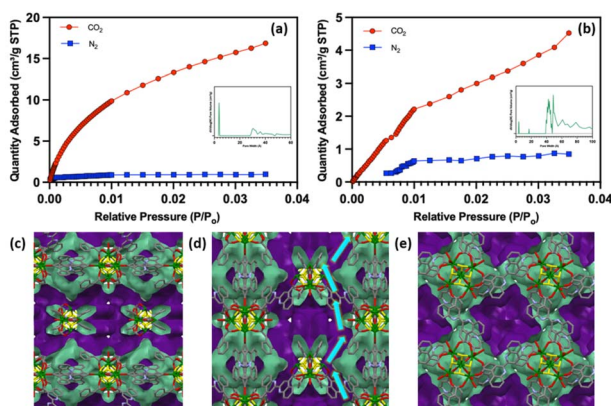 (a)
CO₂
N₂
Quantity Adsorbed (cm³/g STP)
20
15
10
5
0
0.00 0.01 0.02 0.03 0.04
Relative Pressure (P/Pₒ)
(b)
CO₂
N₂
Quantity Adsorbed (cm³/g STP)
5
4
3
2
1
0
0.00 0.01 0.02 0.03 0.04
Relative Pressure (P/Pₒ)
(c) (d) (e)